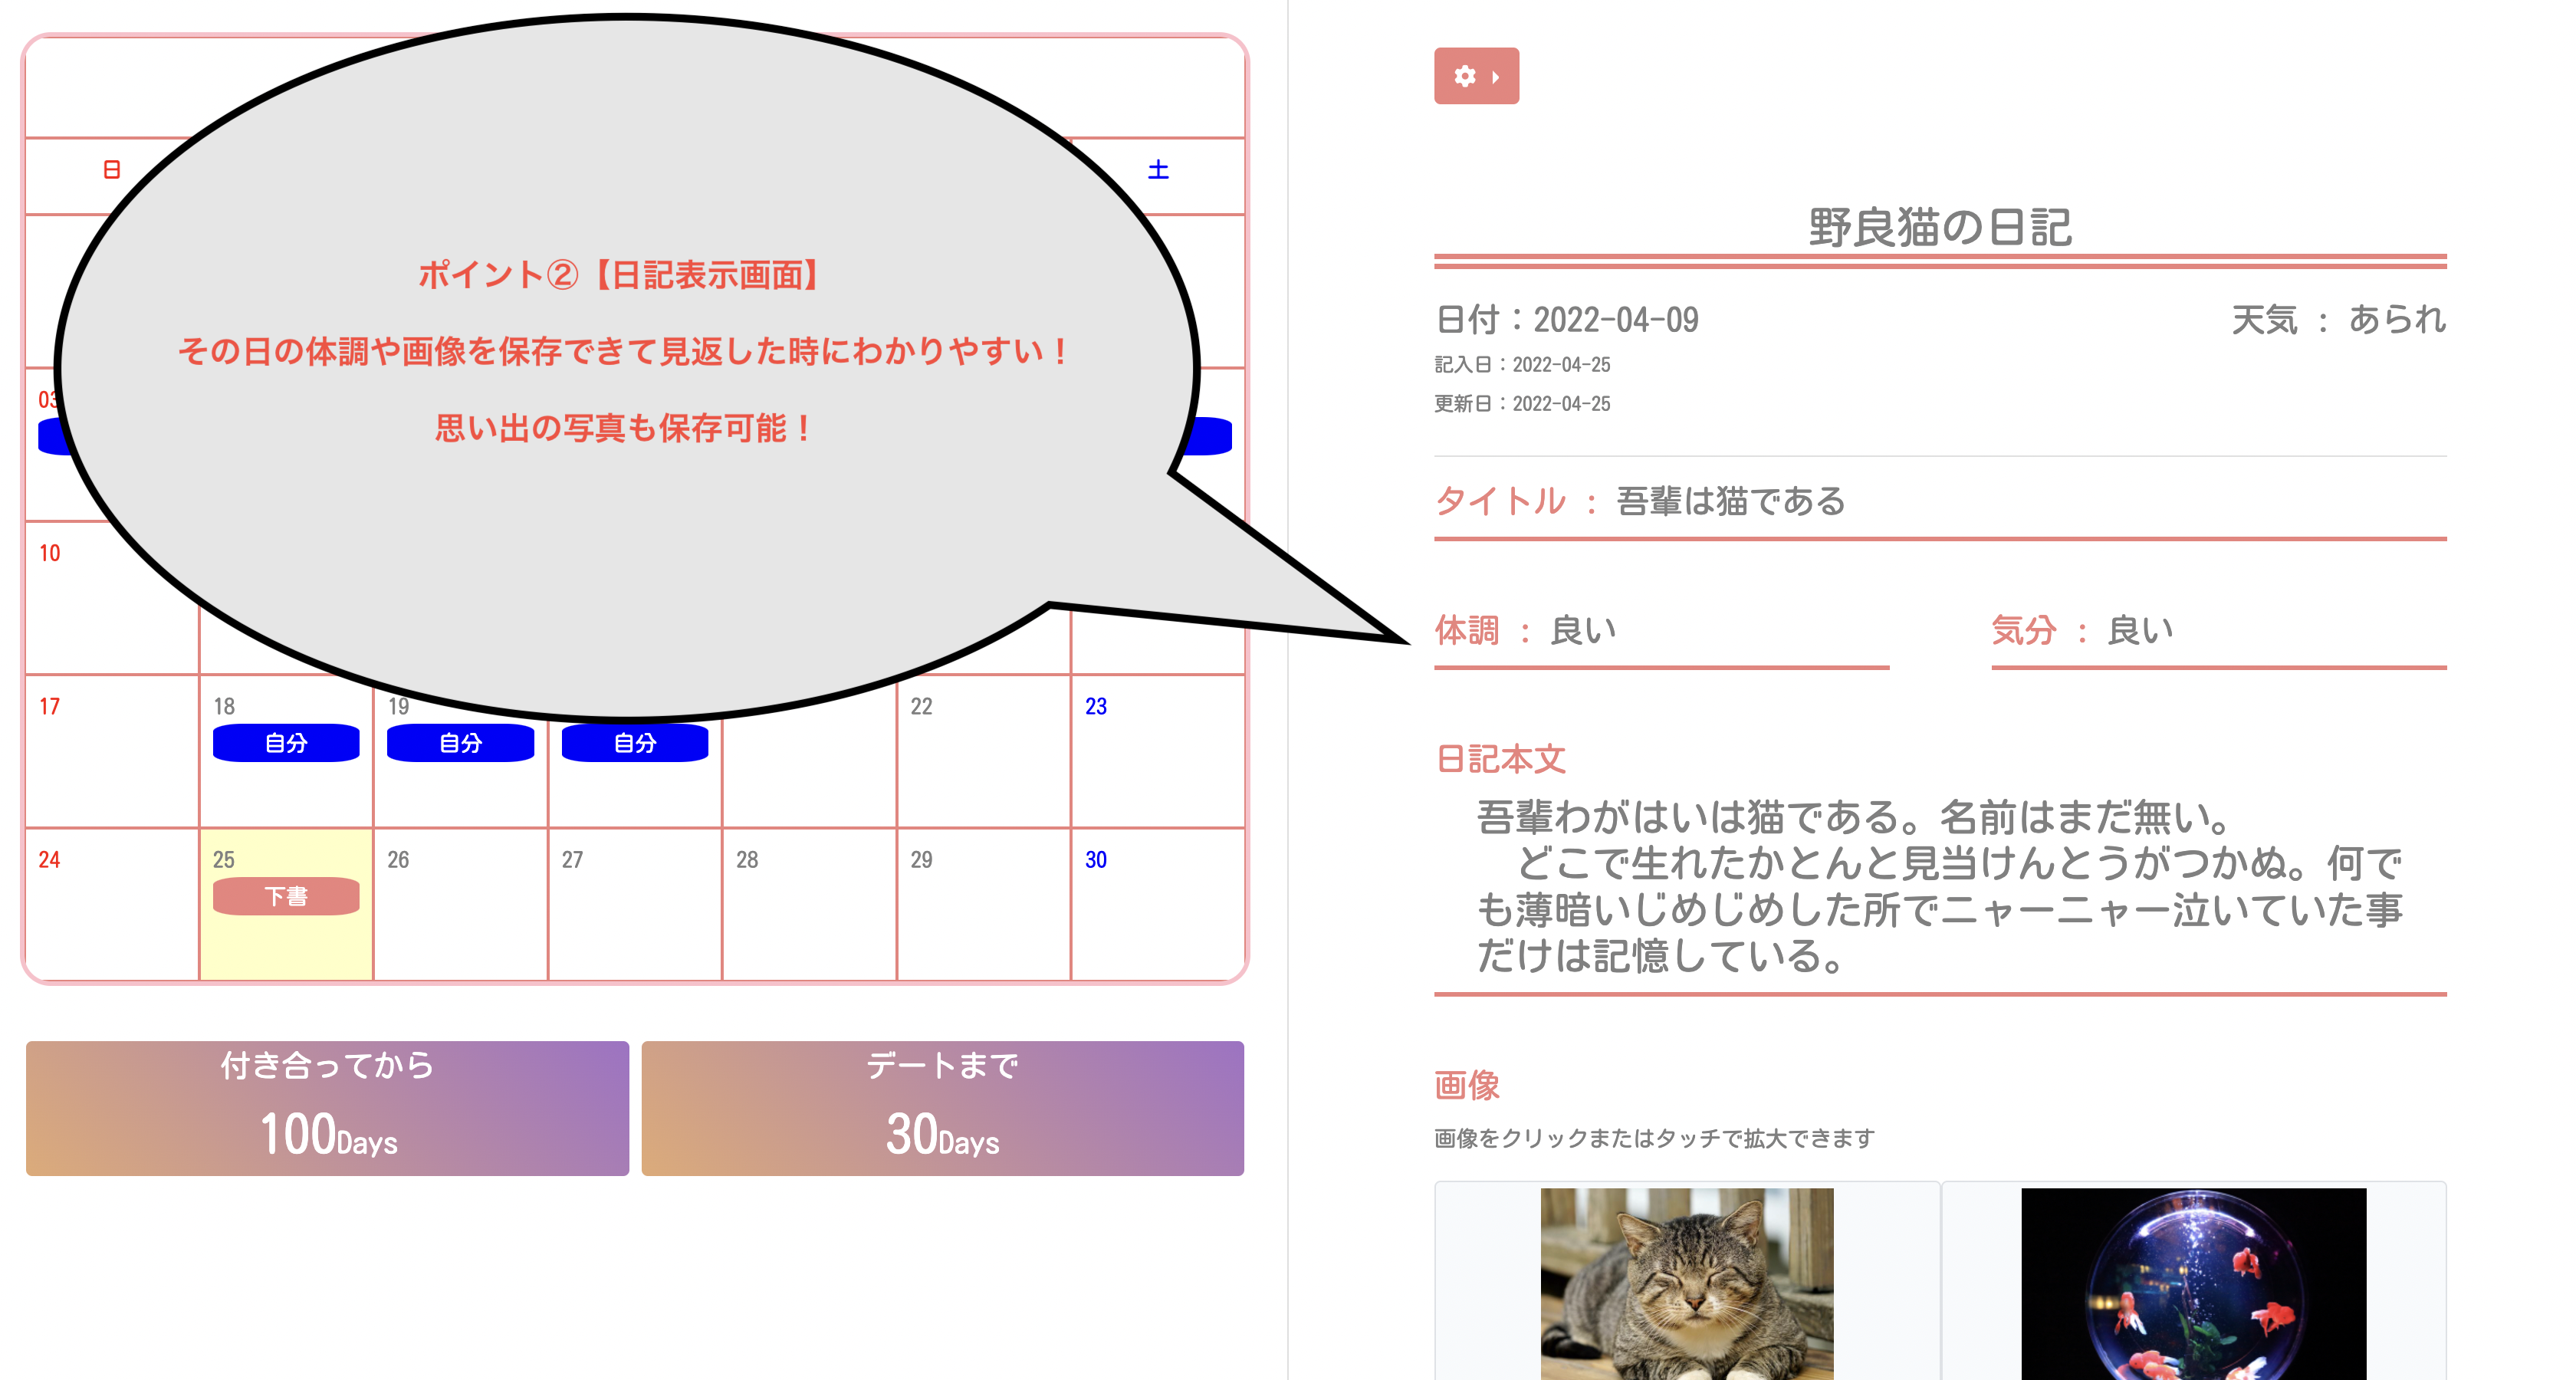 日
土
ポイント②【日記表示画面】
その日の体調や画像を保存できて見返した時にわかりやすい！
思い出の写真も保存可能！
03
10
17
18
自分
19
自分
自分
22
23
24
25
下書
26
27
28
29
30
付き合ってから
100Days
デートまで
30Days
野良猫の日記
日付：2022-04-09
天気 : あられ
記入日：2022-04-25
更新日：2022-04-25
タイトル : 吾輩は猫である
体調 : 良い
気分 : 良い
日記本文
吾輩わがはいは猫である。名前はまだ無い。
　どこで生れたかとんと見当けんとうがつかぬ。何で
も薄暗いじめじめした所でニャーニャー泣いていた事
だけは記憶している。
画像
画像をクリックまたはタッチで拡大できます